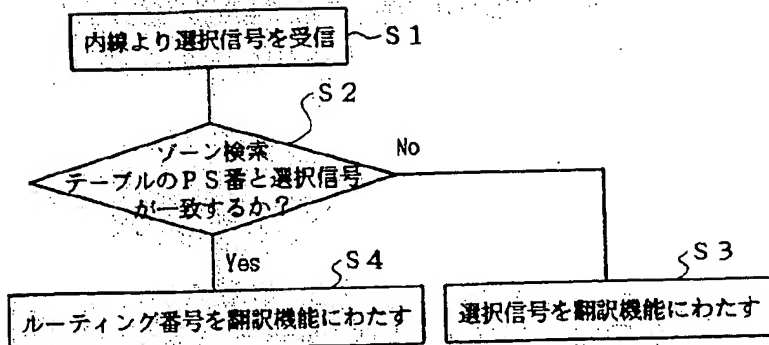 内線より選択信号を受信
S1
S2
ゾーン検索
テーブルのPS番と選択信号
が一致するか?
No
Yes
S4
S3
ルーティング番号を翻訳機能にわたす
選択信号を翻訳機能にわたす